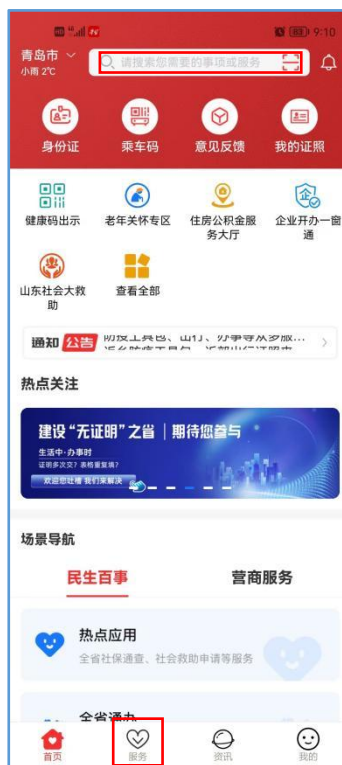 9:10
青岛市
小雨 2℃
请搜索您需要的事项或服务
身份证
乘车码
意见反馈
我的证照
健康码出示
老年关怀专区
住房公积金服
务大厅
企业开办一窗
通
山东社会大救
助
查看全部
通知 公告
热点关注
建设“无证明”之省 | 期待您参与
生活中·办事时
证明多次交？表格重复填？
欢迎您吐槽 我们来解决
场景导航
民生百事
营商服务
热点应用
全省社保通查、社会救助申请等服务
全省通办
首页
服务
资讯
我的